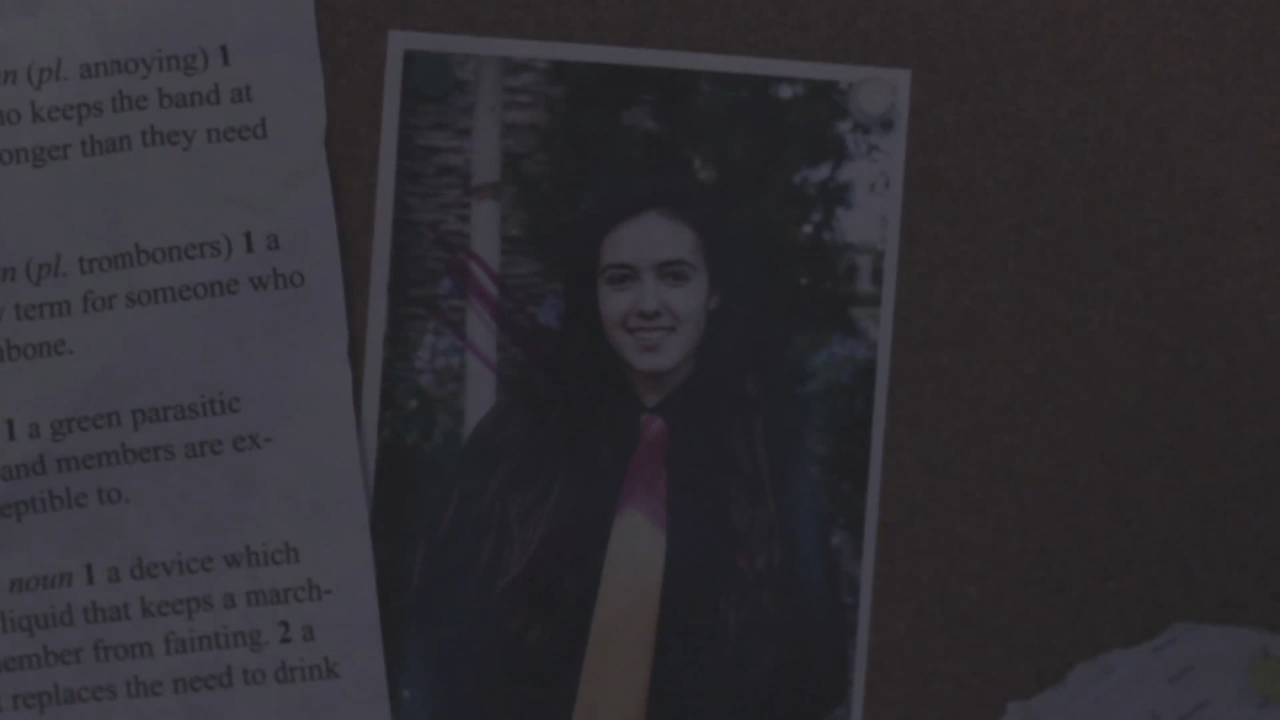 n (pl. annoying) 1
o keeps the band at
onger than they need
n (pl. tromboners) 1 a
term for someone who
bone.
1 a green parasitic
and members are ex-
eptible to.
noun 1 a device which
liquid that keeps a march-
ember from fainting. 2 a
replaces the need to drink